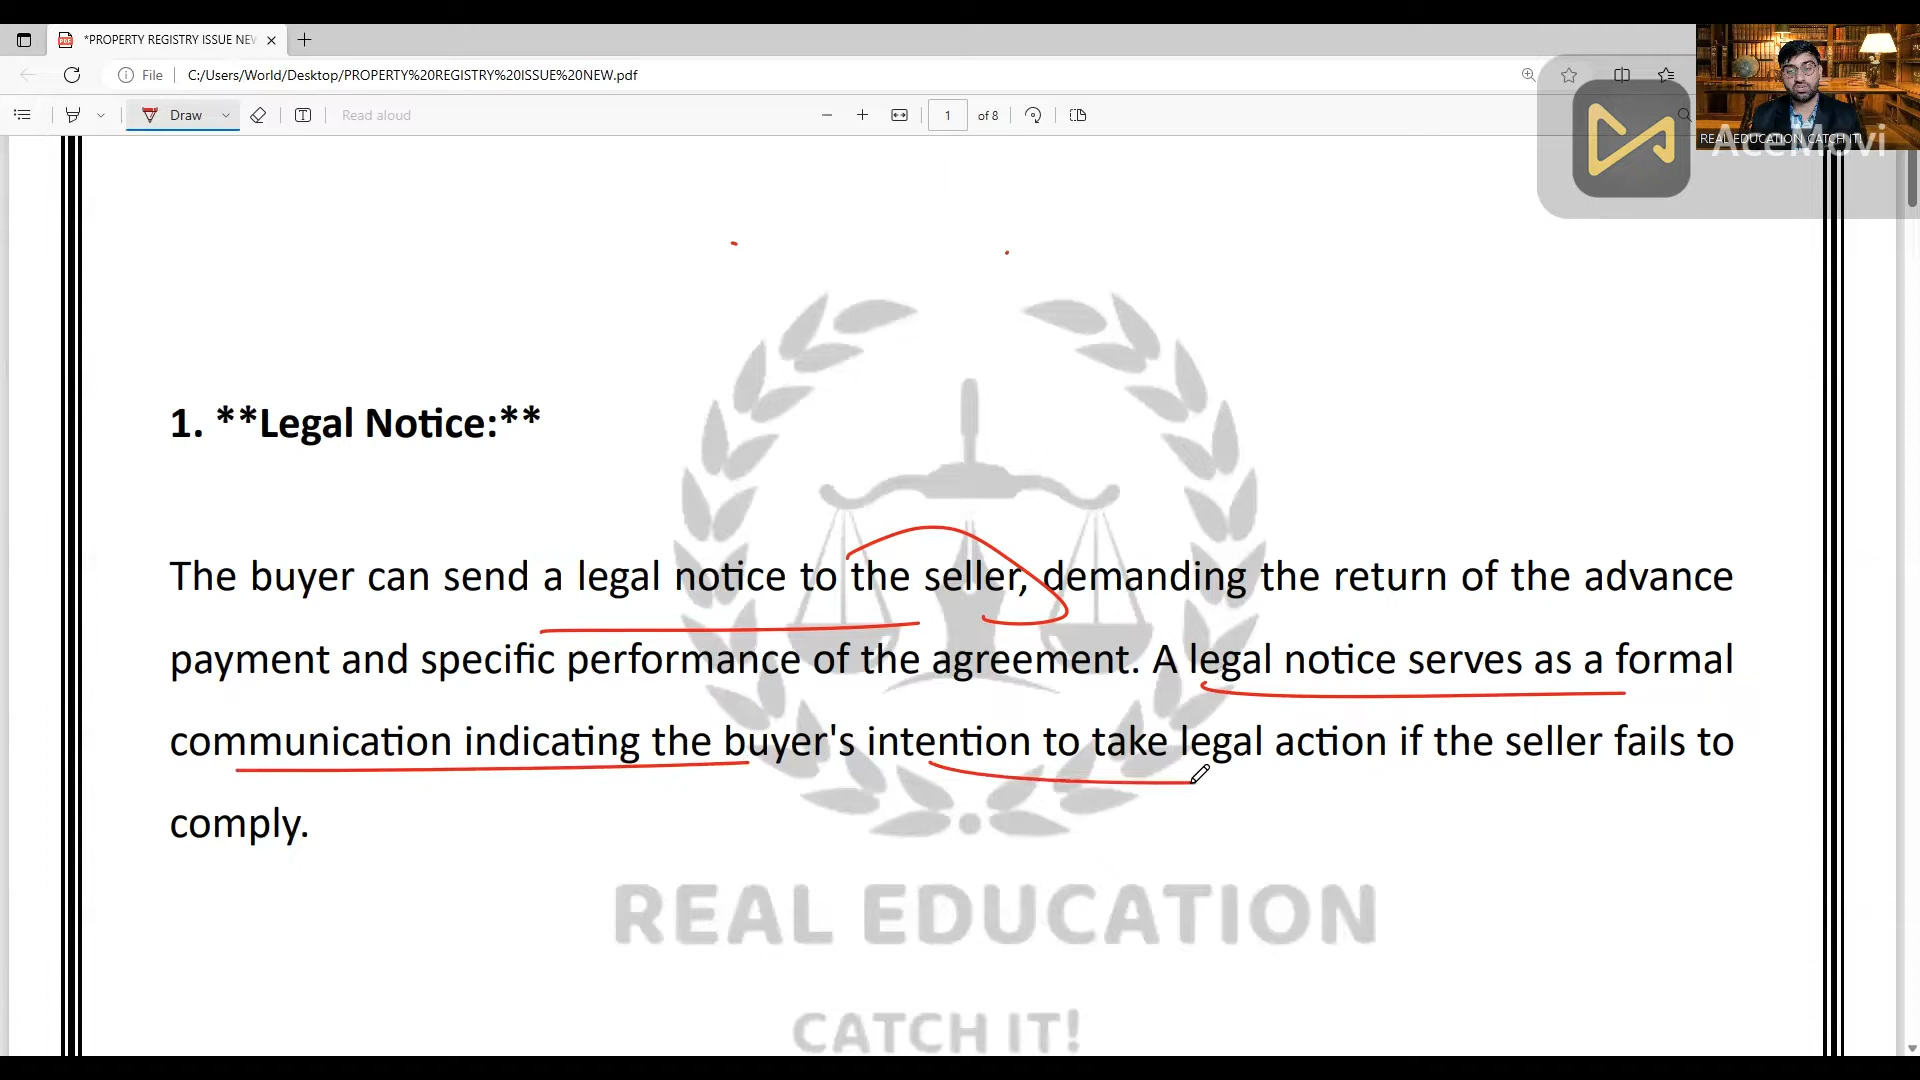 *PROPERTY REGISTRY ISSUE NEW
File
C:/Users/World/Desktop/PROPERTY%20REGISTRY%20ISSUE%20NEW.pdf
Draw
Read aloud
1 of 8
REAL EDUCATION CATCH IT!
AceMovi
1. **Legal Notice:**
The buyer can send a legal notice to the seller, demanding the return of the advance
payment and specific performance of the agreement. A legal notice serves as a formal
communication indicating the buyer's intention to take legal action if the seller fails to
comply.
REAL EDUCATION
CATCH IT!